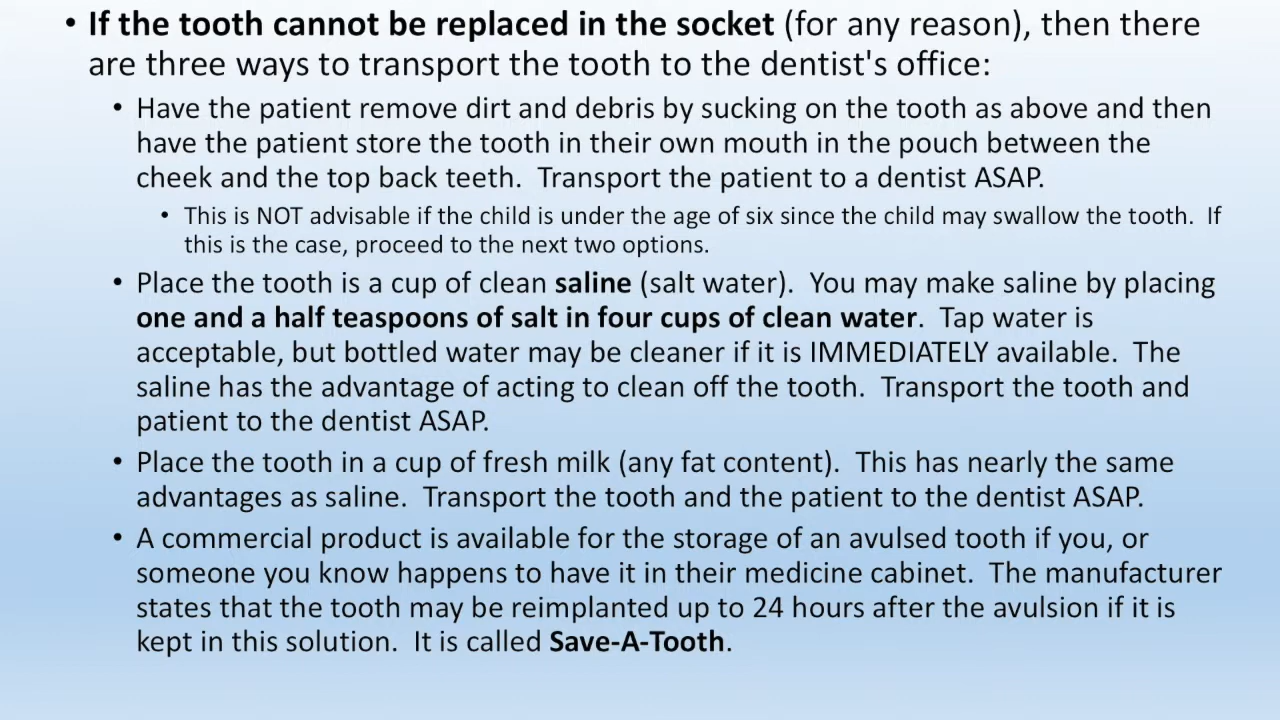 • If the tooth cannot be replaced in the socket (for any reason), then there
are three ways to transport the tooth to the dentist's office:
• Have the patient remove dirt and debris by sucking on the tooth as above and then
have the patient store the tooth in their own mouth in the pouch between the
cheek and the top back teeth.  Transport the patient to a dentist ASAP.
• This is NOT advisable if the child is under the age of six since the child may swallow the tooth.  If
this is the case, proceed to the next two options.
• Place the tooth is a cup of clean saline (salt water).  You may make saline by placing
one and a half teaspoons of salt in four cups of clean water.  Tap water is
acceptable, but bottled water may be cleaner if it is IMMEDIATELY available.  The
saline has the advantage of acting to clean off the tooth.  Transport the tooth and
patient to the dentist ASAP.
• Place the tooth in a cup of fresh milk (any fat content).  This has nearly the same
advantages as saline.  Transport the tooth and the patient to the dentist ASAP.
• A commercial product is available for the storage of an avulsed tooth if you, or
someone you know happens to have it in their medicine cabinet.  The manufacturer
states that the tooth may be reimplanted up to 24 hours after the avulsion if it is
kept in this solution.  It is called Save-A-Tooth.